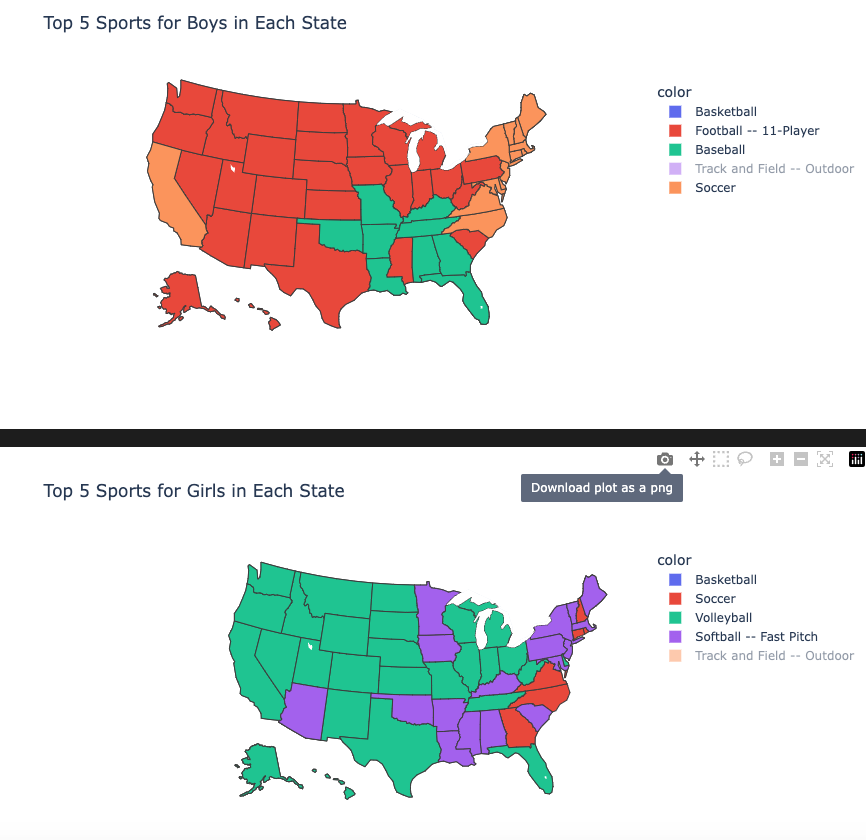 Top 5 Sports for Boys in Each State
color
Basketball
Football -- 11-Player
Baseball
Track and Field -- Outdoor
Soccer
Download plot as a png
Top 5 Sports for Girls in Each State
color
Basketball
Soccer
Volleyball
Softball -- Fast Pitch
Track and Field -- Outdoor